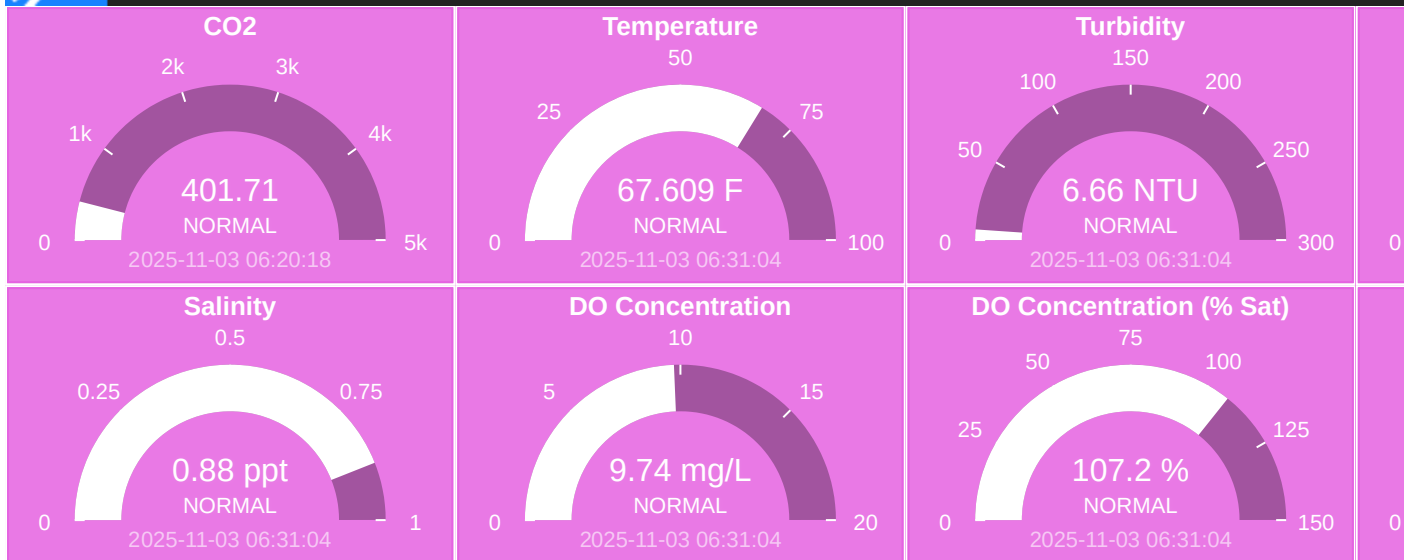 CO2
2k 3k
1k 4k
401.71
NORMAL
0 5k
2025-11-03 06:20:18
Temperature
50
25 75
67.609 F
NORMAL
0 100
2025-11-03 06:31:04
Turbidity
150
100 200
50 250
6.66 NTU
NORMAL
0 300
2025-11-03 06:31:04
0
Salinity
0.5
0.25 0.75
0.88 ppt
NORMAL
0 1
2025-11-03 06:31:04
DO Concentration
10
5 15
9.74 mg/L
NORMAL
0 20
2025-11-03 06:31:04
DO Concentration (% Sat)
75
50 100
25 125
107.2 %
NORMAL
0 150
2025-11-03 06:31:04
0